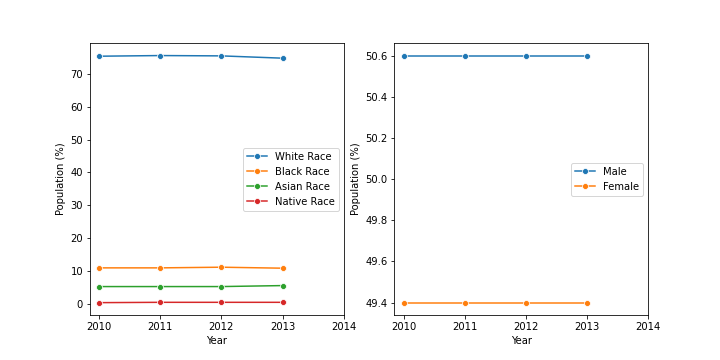 Population (%)
70
60
50
40
30
20
10
0
2010 2011 2012 2013 2014
Year
White Race
Black Race
Asian Race
Native Race
Population (%)
50.6
50.4
50.2
50.0
49.8
49.6
49.4
2010 2011 2012 2013 2014
Year
Male
Female